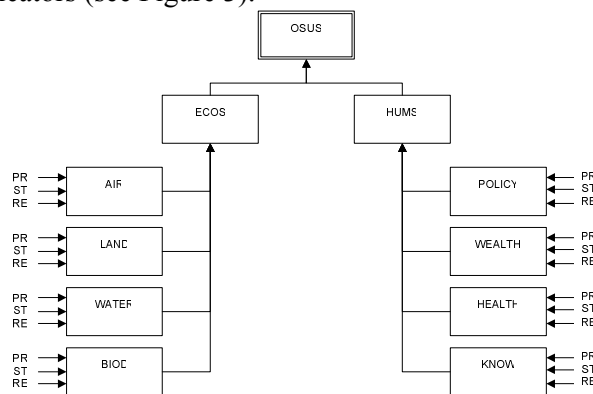 (see Figure 3).
OSUS
ECOS HUMS
PR AIR POLICY PR
ST ST
RE RE
PR LAND WEALTH PR
ST ST
RE RE
PR WATER HEALTH PR
ST ST
RE RE
PR BIOD KNOW PR
ST ST
RE RE